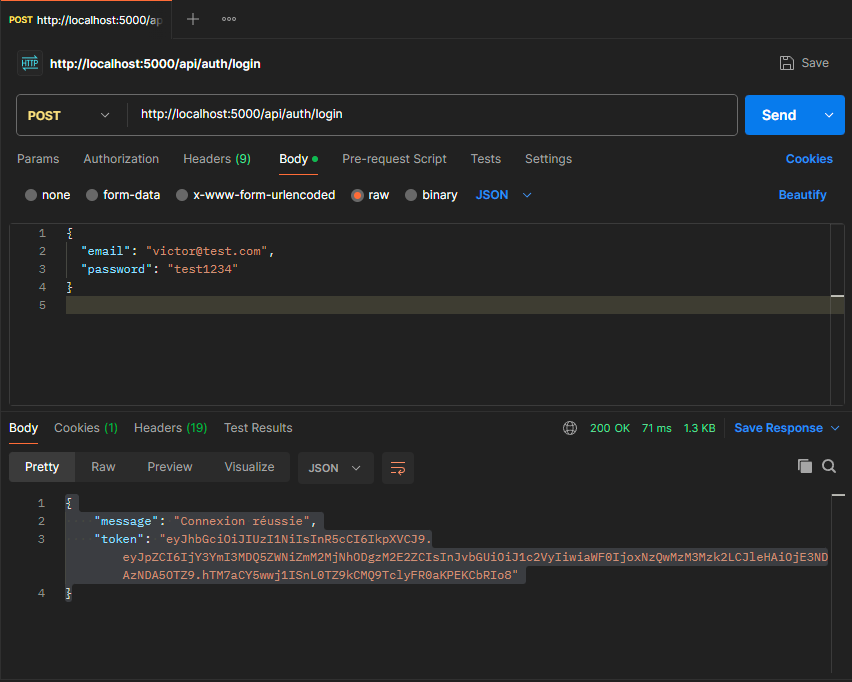 POST http://localhost:5000/ap
http://localhost:5000/api/auth/login
Save
POST http://localhost:5000/api/auth/login Send
Params Authorization Headers (9) Body Pre-request Script Tests Settings Cookies
none form-data x-www-form-urlencoded raw binary JSON Beautify
1 {
2 "email": "victor@test.com",
3 "password": "test1234"
4 }
5
Body Cookies (1) Headers (19) Test Results 200 OK 71 ms 1.3 KB Save Response
Pretty Raw Preview Visualize JSON
1 {
2 "message": "Connexion réussie",
3 "token": "eyJhbGciOiJIUzI1NiIsInR5cCI6IkpXVCJ9.
eyJpZCI6IjY3YmI3MDQ5ZWNiZmM2MjNhODgzM2E2ZCIsInJvbGUiOiJ1c2VyIiwiaWF0IjoxNzQwMzM3Mzk2LCJleHAiOjE3ND
AzNDA5OTZ9.hTM7aCY5wwj1ISnL0TZ9kCMQ9TclyFR0aKPEKCbRIo8"
4 }